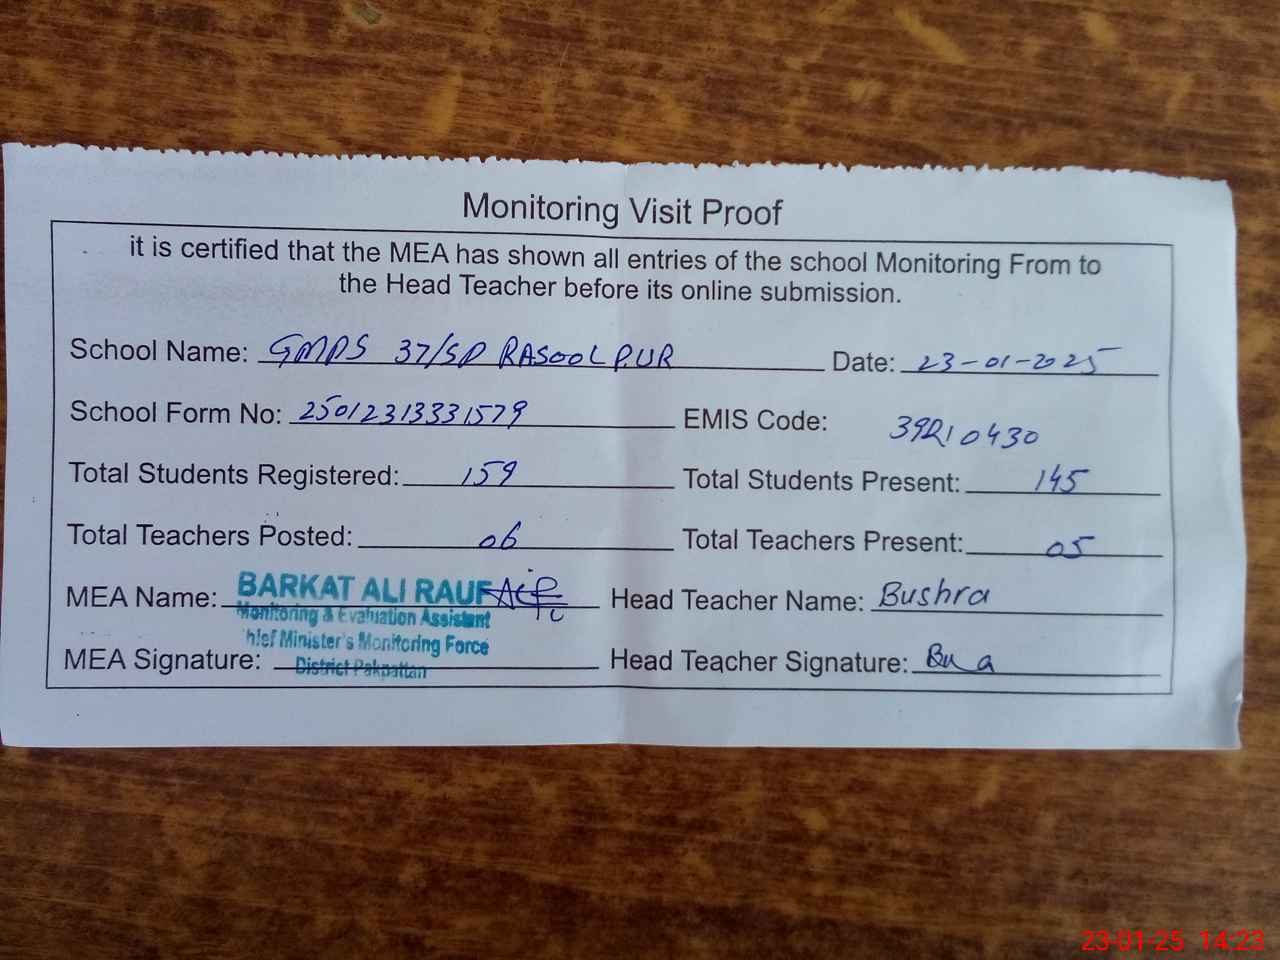 Monitoring Visit Proof
it is certified that the MEA has shown all entries of the school Monitoring From to
the Head Teacher before its online submission.
School Name: GMPS 37/SP RASOOL PUR Date: 23-01-2025
School Form No: 25012313331579 EMIS Code: 39210430
Total Students Registered: 159 Total Students Present: 145
Total Teachers Posted: 06 Total Teachers Present: 05
MEA Name: BARKAT ALI RAUF Head Teacher Name: Bushra
Monitoring & Evaluation Assistant
hief Minister's Monitoring Force
MEA Signature: District Pakpattan Head Teacher Signature:
23-01-25 14:23